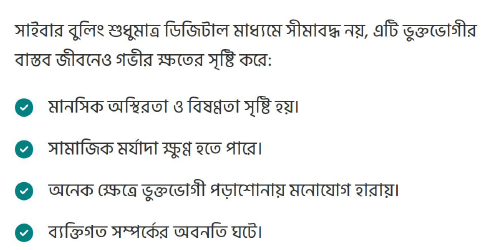 সাইবার বুলিং শুধুমাত্র ডিজিটাল মাধ্যমে সীমাবদ্ধ নয়, এটি ভুক্তভোগীর
বাস্তব জীবনেও গভীর ক্ষতের সৃষ্টি করে:
মানসিক অস্থিরতা ও বিষণ্ণতা সৃষ্টি হয়।
সামাজিক মর্যাদা ক্ষুণ্ণ হতে পারে।
অনেক ক্ষেত্রে ভুক্তভোগী পড়াশোনায় মনোযোগ হারায়।
ব্যক্তিগত সম্পর্কের অবনতি ঘটে।